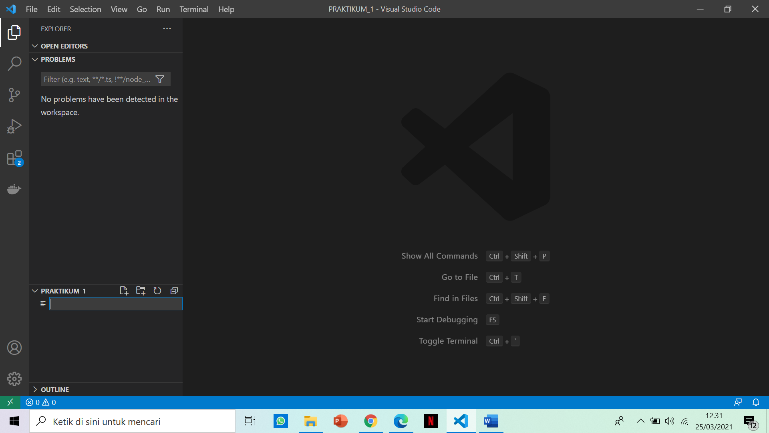 File Edit Selection View Go Run Terminal Help
PRAKTIKUM_1 - Visual Studio Code
EXPLORER
OPEN EDITORS
PROBLEMS
Filter (e.g. text, **/*.ts, !**/node_...
No problems have been detected in the
workspace.
Show All Commands Ctrl + Shift + P
Go to File Ctrl + T
Find in Files Ctrl + Shift + F
Start Debugging F5
Toggle Terminal Ctrl + `
PRAKTIKUM_1
OUTLINE
2
0 0
Ketik di sini untuk mencari
12.31
25/03/2021
12